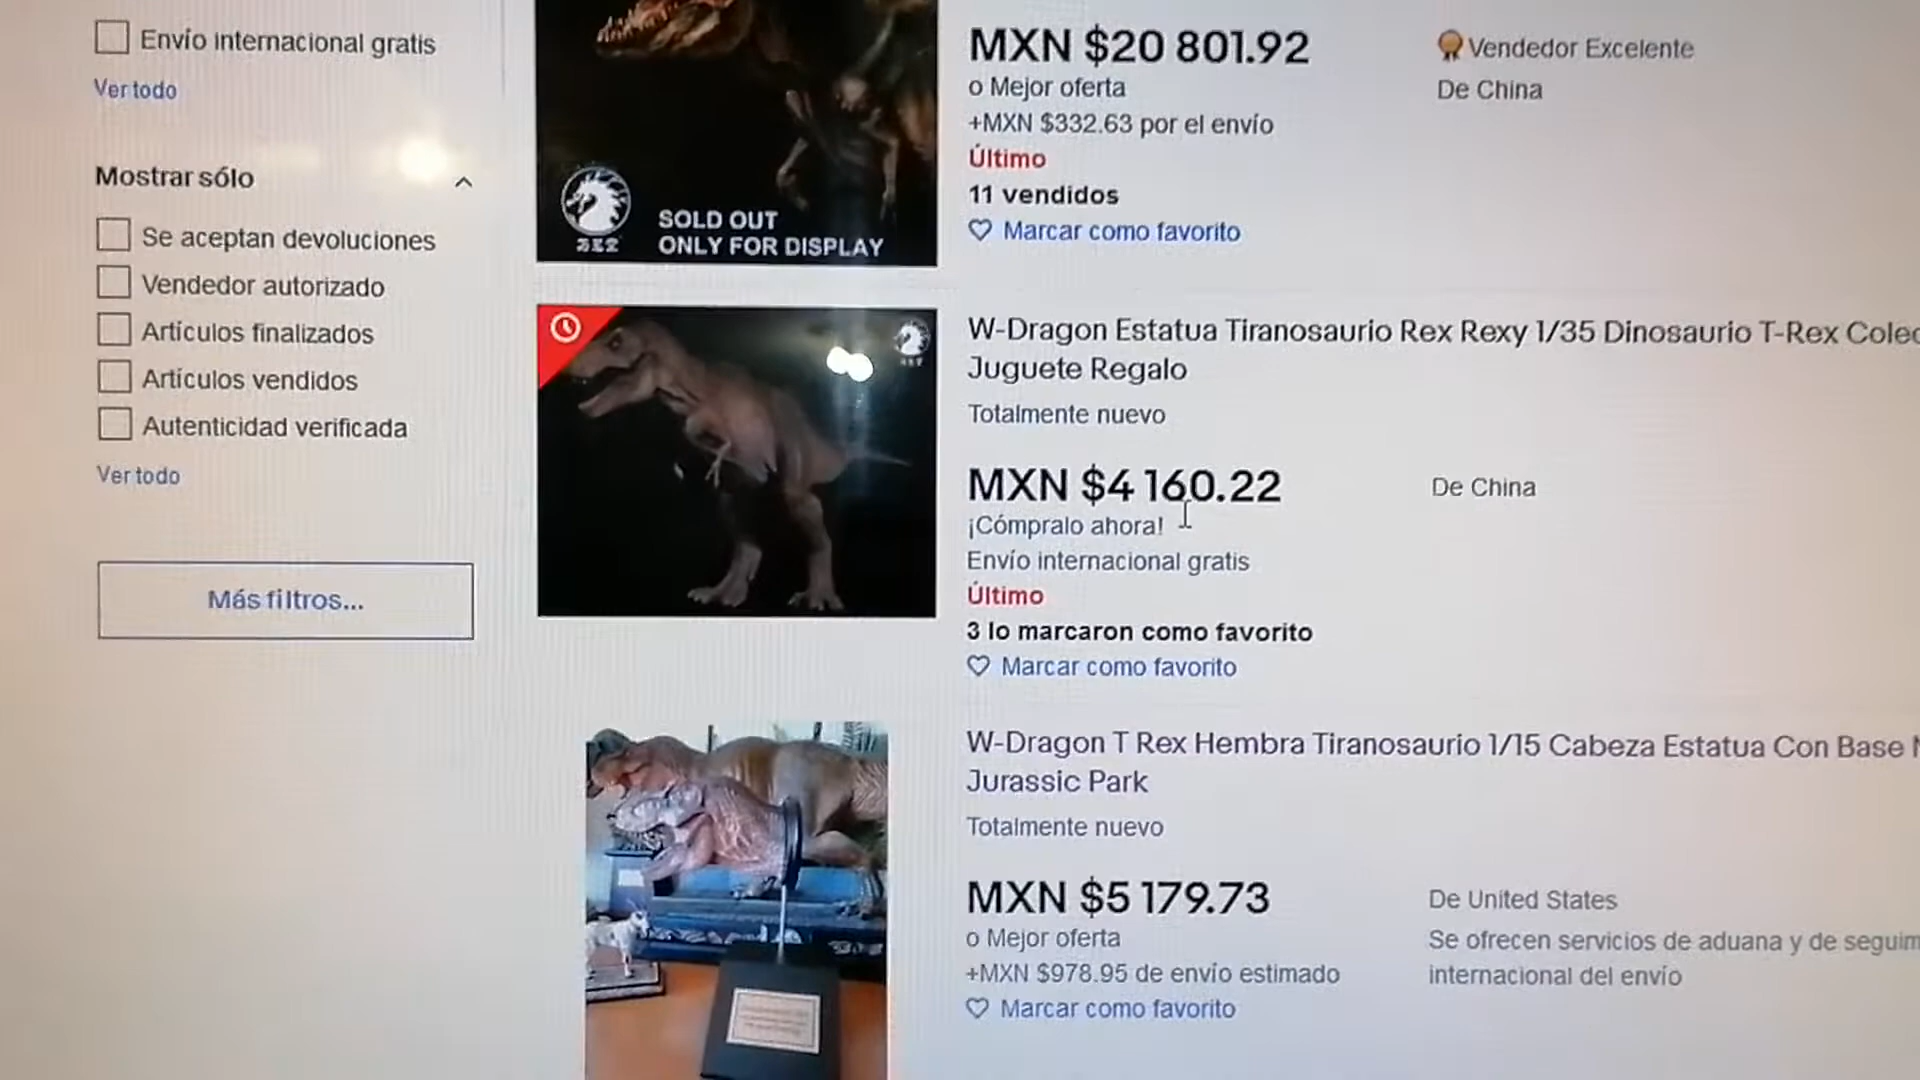 Envío internacional gratis
Ver todo
Mostrar sólo
Se aceptan devoluciones
Vendedor autorizado
Artículos finalizados
Artículos vendidos
Autenticidad verificada
Ver todo
Más filtros...
SOLD OUT
ONLY FOR DISPLAY
MXN $20 801.92
o Mejor oferta
+MXN $332.63 por el envío
Último
11 vendidos
Marcar como favorito
Vendedor Excelente
De China
W-Dragon Estatua Tiranosaurio Rex Rexy 1/35 Dinosaurio T-Rex Colec
Juguete Regalo
Totalmente nuevo
MXN $4 160.22
¡Cómpralo ahora!
Envío internacional gratis
Último
3 lo marcaron como favorito
Marcar como favorito
De China
W-Dragon T Rex Hembra Tiranosaurio 1/15 Cabeza Estatua Con Base
Jurassic Park
Totalmente nuevo
MXN $5 179.73
o Mejor oferta
+MXN $978.95 de envío estimado
Marcar como favorito
De United States
Se ofrecen servicios de aduana y de seguim
internacional del envío